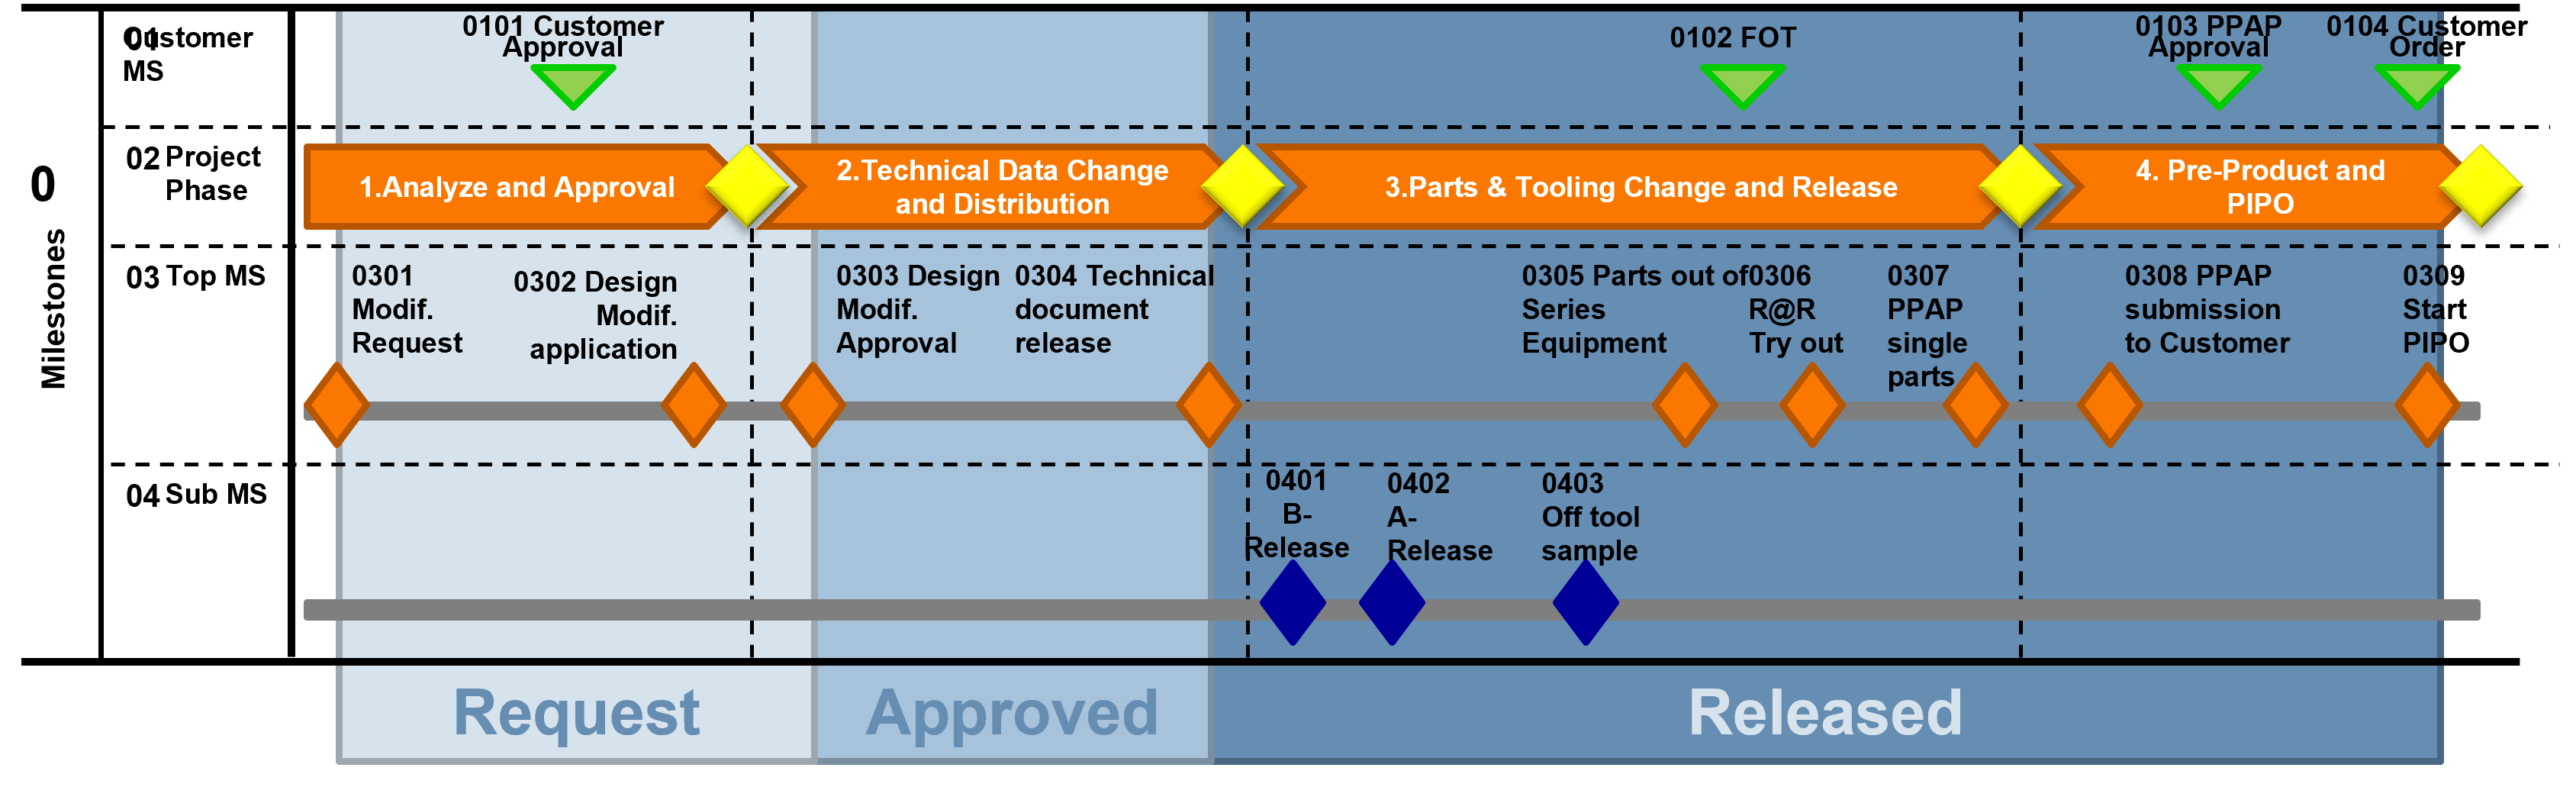 0
Milestones
01
Customer
MS
0101 Customer
Approval
0102 FOT
0103 PPAP
Approval
0104 Customer
Order
02 Project
Phase
1.Analyze and Approval
2.Technical Data Change
and Distribution
3.Parts & Tooling Change and Release
4. Pre-Product and
PIPO
03 Top MS
0301
Modif.
Request
0302 Design
Modif.
application
0303 Design
Modif.
Approval
0304 Technical
document
release
0305 Parts out of
Series
Equipment
0306
R@R
Try out
0307
PPAP
single
parts
0308 PPAP
submission
to Customer
0309
Start
PIPO
04 Sub MS
0401
B-
Release
0402
A-
Release
0403
Off tool
sample
Request
Approved
Released